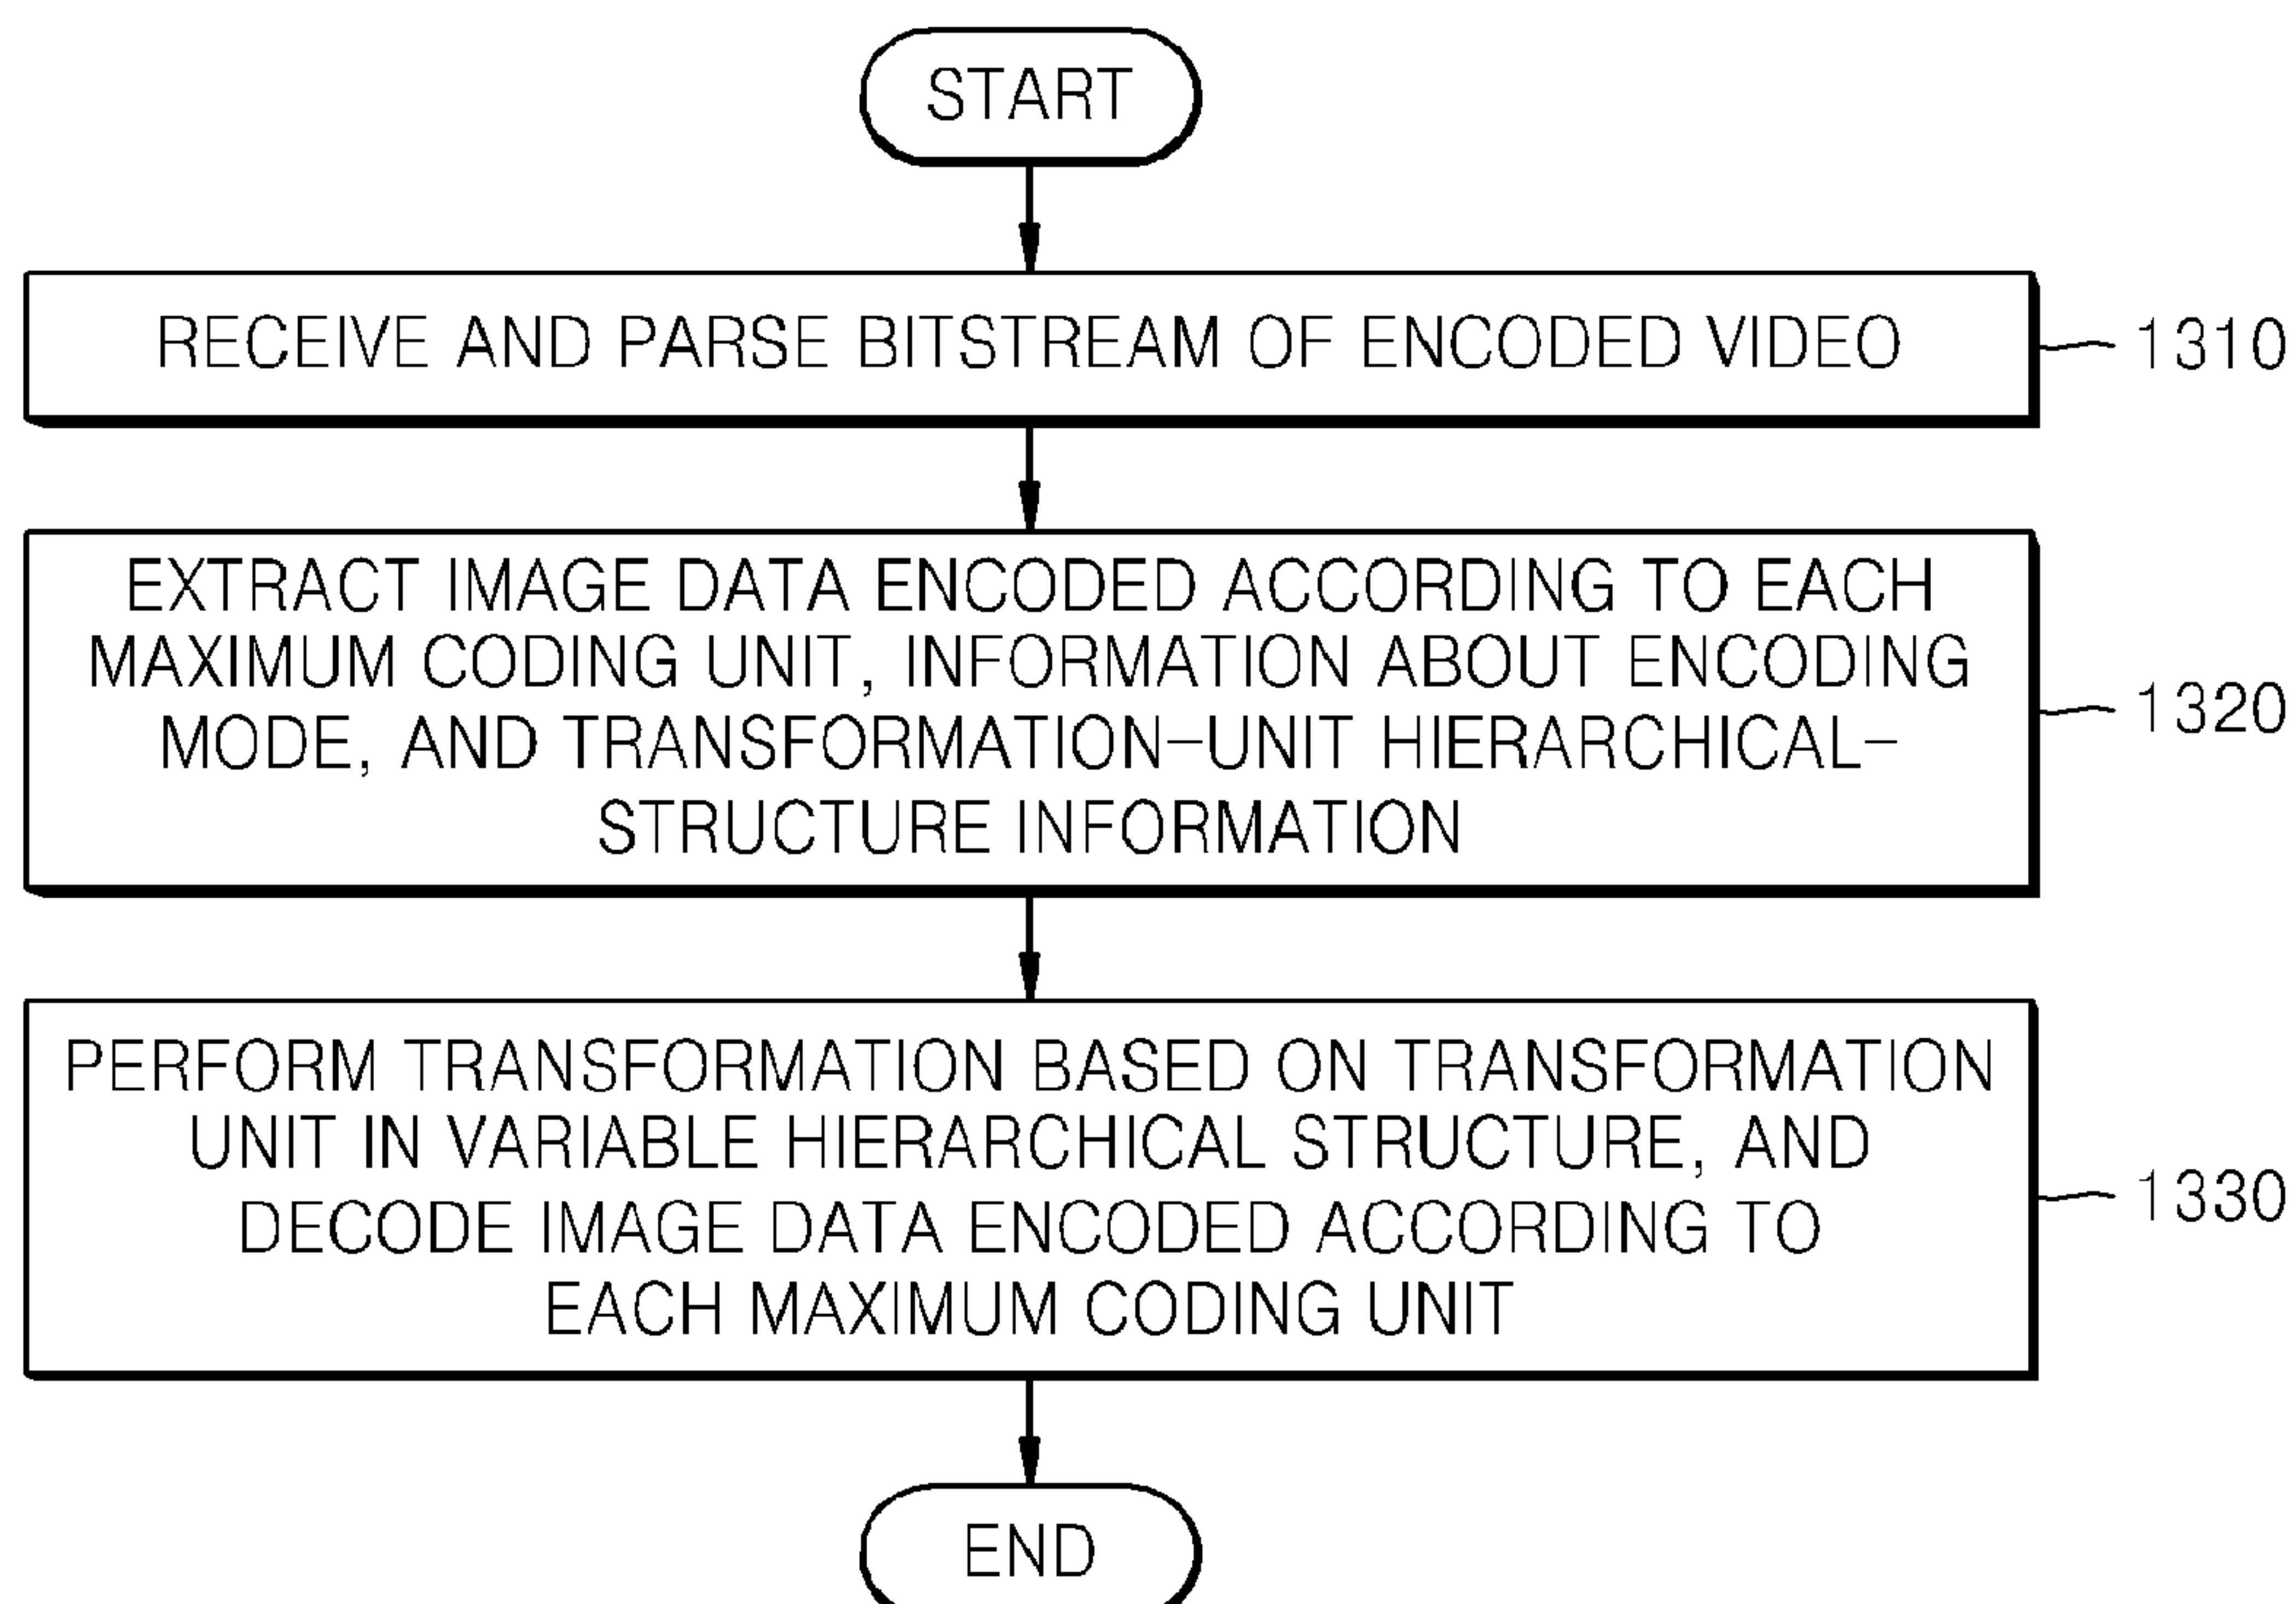 START
RECEIVE AND PARSE BITSTREAM OF ENCODED VIDEO
1310
EXTRACT IMAGE DATA ENCODED ACCORDING TO EACH
MAXIMUM CODING UNIT, INFORMATION ABOUT ENCODING
MODE, AND TRANSFORMATION-UNIT HIERARCHICAL-
STRUCTURE INFORMATION
1320
PERFORM TRANSFORMATION BASED ON TRANSFORMATION
UNIT IN VARIABLE HIERARCHICAL STRUCTURE, AND
DECODE IMAGE DATA ENCODED ACCORDING TO
EACH MAXIMUM CODING UNIT
1330
END